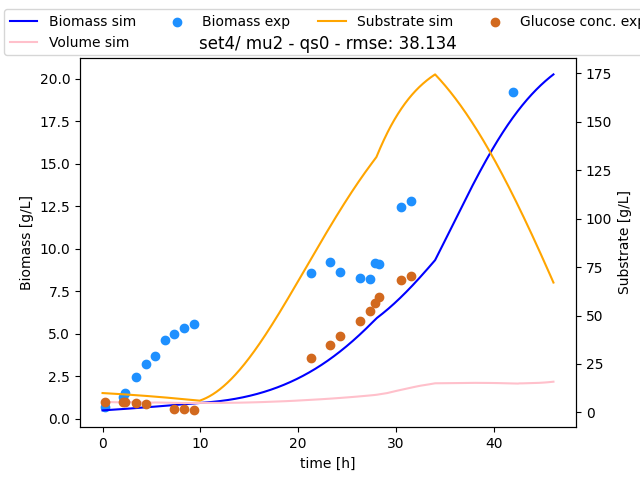 Biomass sim Biomass exp Substrate sim Glucose conc. exp
Volume sim
set4/ mu2 - qs0 - rmse: 38.134
20.0
17.5
15.0
12.5
10.0
7.5
5.0
2.5
0.0
Biomass [g/L]
175
150
125
100
75
50
25
0
Substrate [g/L]
0 10 20 30 40
time [h]